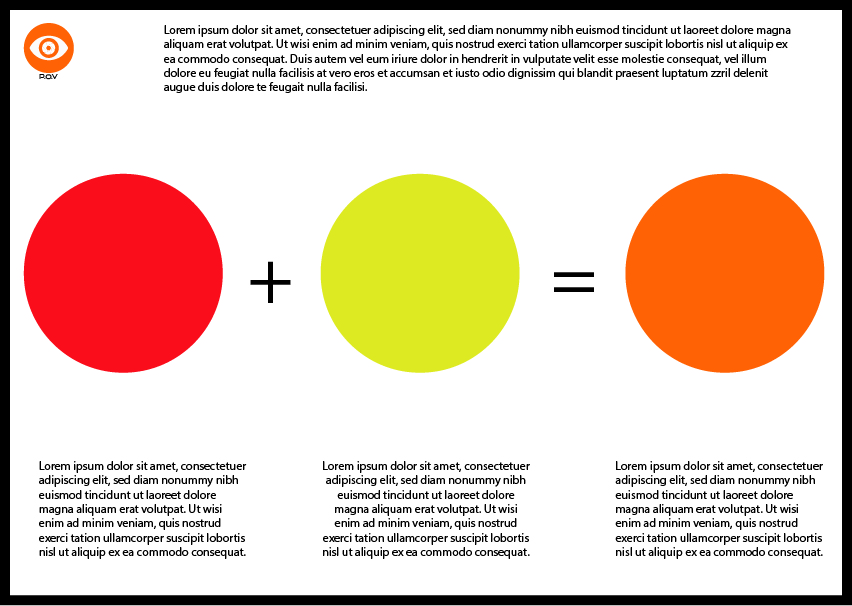 Lorem ipsum dolor sit amet, consectetuer adipiscing elit, sed diam nonummy nibh euismod tincidunt ut laoreet dolore magna
aliquam erat volutpat. Ut wisi enim ad minim veniam, quis nostrud exerci tation ullamcorper suscipit lobortis nisl ut aliquip ex
ea commodo consequat. Duis autem vel eum iriure dolor in hendrerit in vulputate velit esse molestie consequat, vel illum
dolore eu feugiat nulla facilisis at vero eros et accumsan et iusto odio dignissim qui blandit praesent luptatum zzril delenit
augue duis dolore te feugait nulla facilisi.
P.O.V
+ =
Lorem ipsum dolor sit amet, consectetuer
adipiscing elit, sed diam nonummy nibh
euismod tincidunt ut laoreet dolore
magna aliquam erat volutpat. Ut wisi
enim ad minim veniam, quis nostrud
exerci tation ullamcorper suscipit lobortis
nisl ut aliquip ex ea commodo consequat.
Lorem ipsum dolor sit amet, consectetuer
adipiscing elit, sed diam nonummy nibh
euismod tincidunt ut laoreet dolore
magna aliquam erat volutpat. Ut wisi
enim ad minim veniam, quis nostrud
exerci tation ullamcorper suscipit lobortis
nisl ut aliquip ex ea commodo consequat.
Lorem ipsum dolor sit amet, consectetuer
adipiscing elit, sed diam nonummy nibh
euismod tincidunt ut laoreet dolore
magna aliquam erat volutpat. Ut wisi
enim ad minim veniam, quis nostrud
exerci tation ullamcorper suscipit lobortis
nisl ut aliquip ex ea commodo consequat.